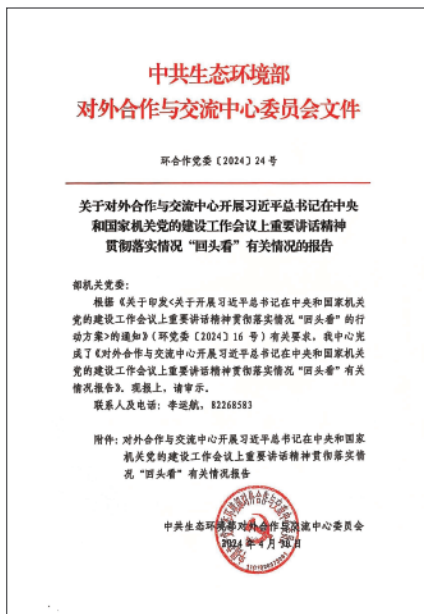 中共生态环境部
对外合作与交流中心委员会文件
环合作党委〔2024〕24号
关于对外合作与交流中心开展习近平总书记在中央
和国家机关党的建设工作会议上重要讲话精神
贯彻落实情况“回头看”有关情况的报告
部机关党委：
根据《关于印发<关于开展习近平总书记在中央和国家机关
党的建设工作会议上重要讲话精神贯彻落实情况“回头看”的行
动方案>的通知》（环党委〔2024〕16号）有关要求，我中心完
成了《对外合作与交流中心开展习近平总书记在中央和国家机关
党的建设工作会议上重要讲话精神贯彻落实情况“回头看”有关
情况报告》。现报上，请审示。
联系人及电话：李运航，82268583
附件：对外合作与交流中心开展习近平总书记在中央和国家
机关党的建设工作会议上重要讲话精神贯彻落实情
况“回头看”有关情况报告
中共生态环境部对外合作与交流中心委员会
2024年4月30日